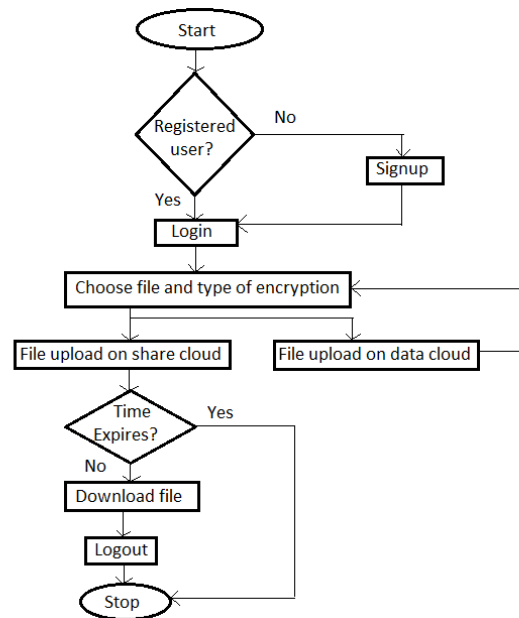 Start
Registered
user?
No
Signup
Yes
Login
Choose file and type of encryption
File upload on share cloud
File upload on data cloud
Time
Expires?
Yes
No
Download file
Logout
Stop